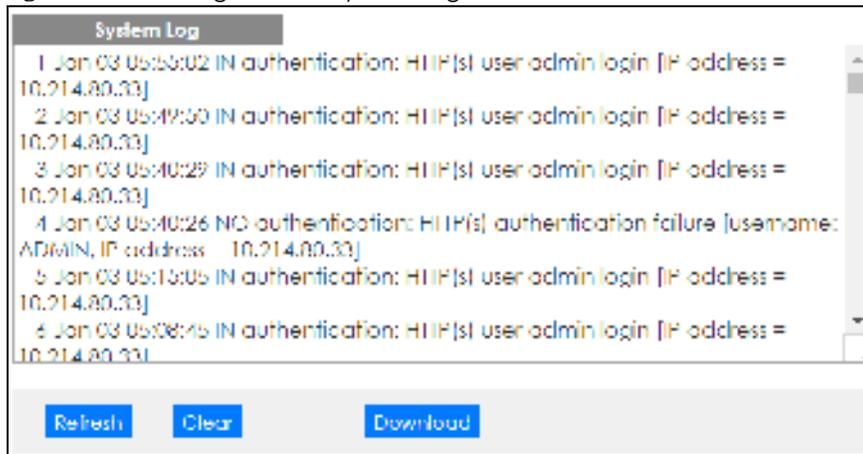 System Log
1 Jan 03 05:55:02 IN authentication: HTTP(s) user admin login [IP address =
10.214.80.33]
2 Jan 03 05:49:50 IN authentication: HTTP(s) user admin login [IP address =
10.214.80.33]
3 Jan 03 05:40:29 IN authentication: HTTP(s) user admin login [IP address =
10.214.80.33]
4 Jan 03 05:40:26 NO authentication: HTTP(s) authentication failure [username:
ADMIN, IP address = 10.214.80.33]
5 Jan 03 05:15:05 IN authentication: HTTP(s) user admin login [IP address =
10.214.80.33]
6 Jan 03 05:08:45 IN authentication: HTTP(s) user admin login [IP address =
10.214.80.33]
Refresh Clear Download